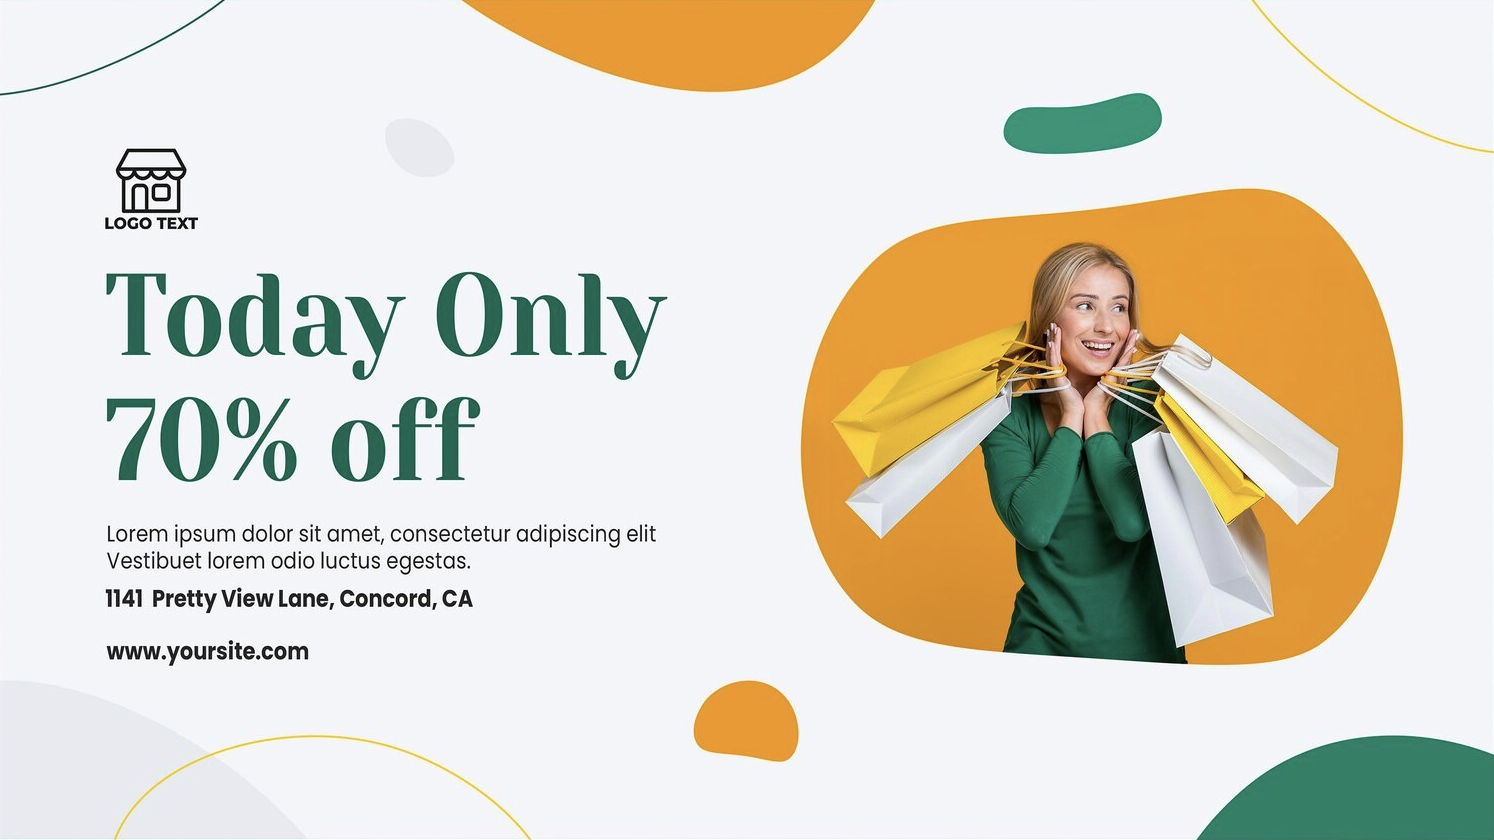 LOGO TEXT
Today Only
70% off
Lorem ipsum dolor sit amet, consectetur adipiscing elit
Vestibuet lorem odio luctus egestas.
1141 Pretty View Lane, Concord, CA
www.yoursite.com